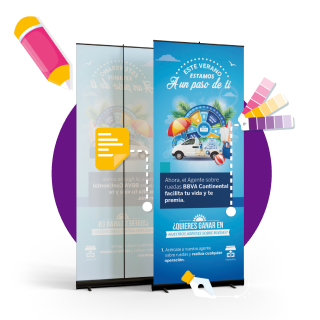 ESTE VERANO
ESTAMOS
A un paso de ti
Ahora, el Agente sobre
ruedas BBVA Continental
facilita tu vida y te
premia.
¿QUIERES GANAR EN
1. Acércate a nuestro agente
sobre ruedas y realiza cualquier
operación.